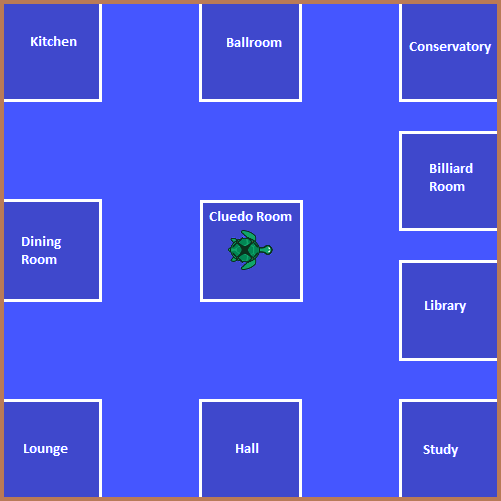 Kitchen
Ballroom
Conservatory
Billiard
Room
Cluedo Room
Dining
Room
Library
Lounge
Hall
Study